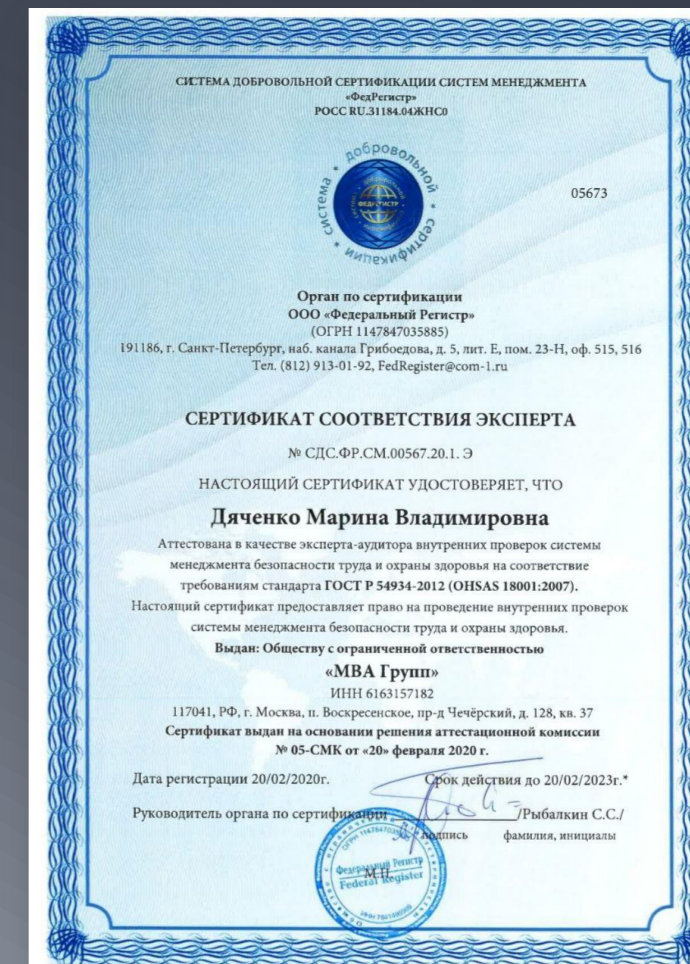 СИСТЕМА ДОБРОВОЛЬНОЙ СЕРТИФИКАЦИИ СИСТЕМ МЕНЕДЖМЕНТА
«ФедРегистр»
РОСС RU.31184.04ЖНС0
система * добровольной * сертификации *
ФЕДРЕГИСТР
05673
Орган по сертификации
ООО «Федеральный Регистр»
(ОГРН 1147847035885)
191186, г. Санкт-Петербург, наб. канала Грибоедова, д. 5, лит. Е, пом. 23-Н, оф. 515, 516
Тел. (812) 913-01-92, FedRegister@com-1.ru
СЕРТИФИКАТ СООТВЕТСТВИЯ ЭКСПЕРТА
№ СДС.ФР.СМ.00567.20.1. Э
НАСТОЯЩИЙ СЕРТИФИКАТ УДОСТОВЕРЯЕТ, ЧТО
Дяченко Марина Владимировна
Аттестована в качестве эксперта-аудитора внутренних проверок системы
менеджмента безопасности труда и охраны здоровья на соответствие
требованиям стандарта ГОСТ Р 54934-2012 (OHSAS 18001:2007).
Настоящий сертификат предоставляет право на проведение внутренних проверок
системы менеджмента безопасности труда и охраны здоровья.
Выдан: Обществу с ограниченной ответственностью
«МВА Групп»
ИНН 6163157182
117041, РФ, г. Москва, п. Воскресенское, пр-д Чечёрский, д. 128, кв. 37
Сертификат выдан на основании решения аттестационной комиссии
№ 05-СМК от «20» февраля 2020 г.
Дата регистрации 20/02/2020г. Срок действия до 20/02/2023г.*
Руководитель органа по сертификации /Рыбалкин С.С./
подпись фамилия, инициалы
Федеральный Регистр
М.П.
Federal Register